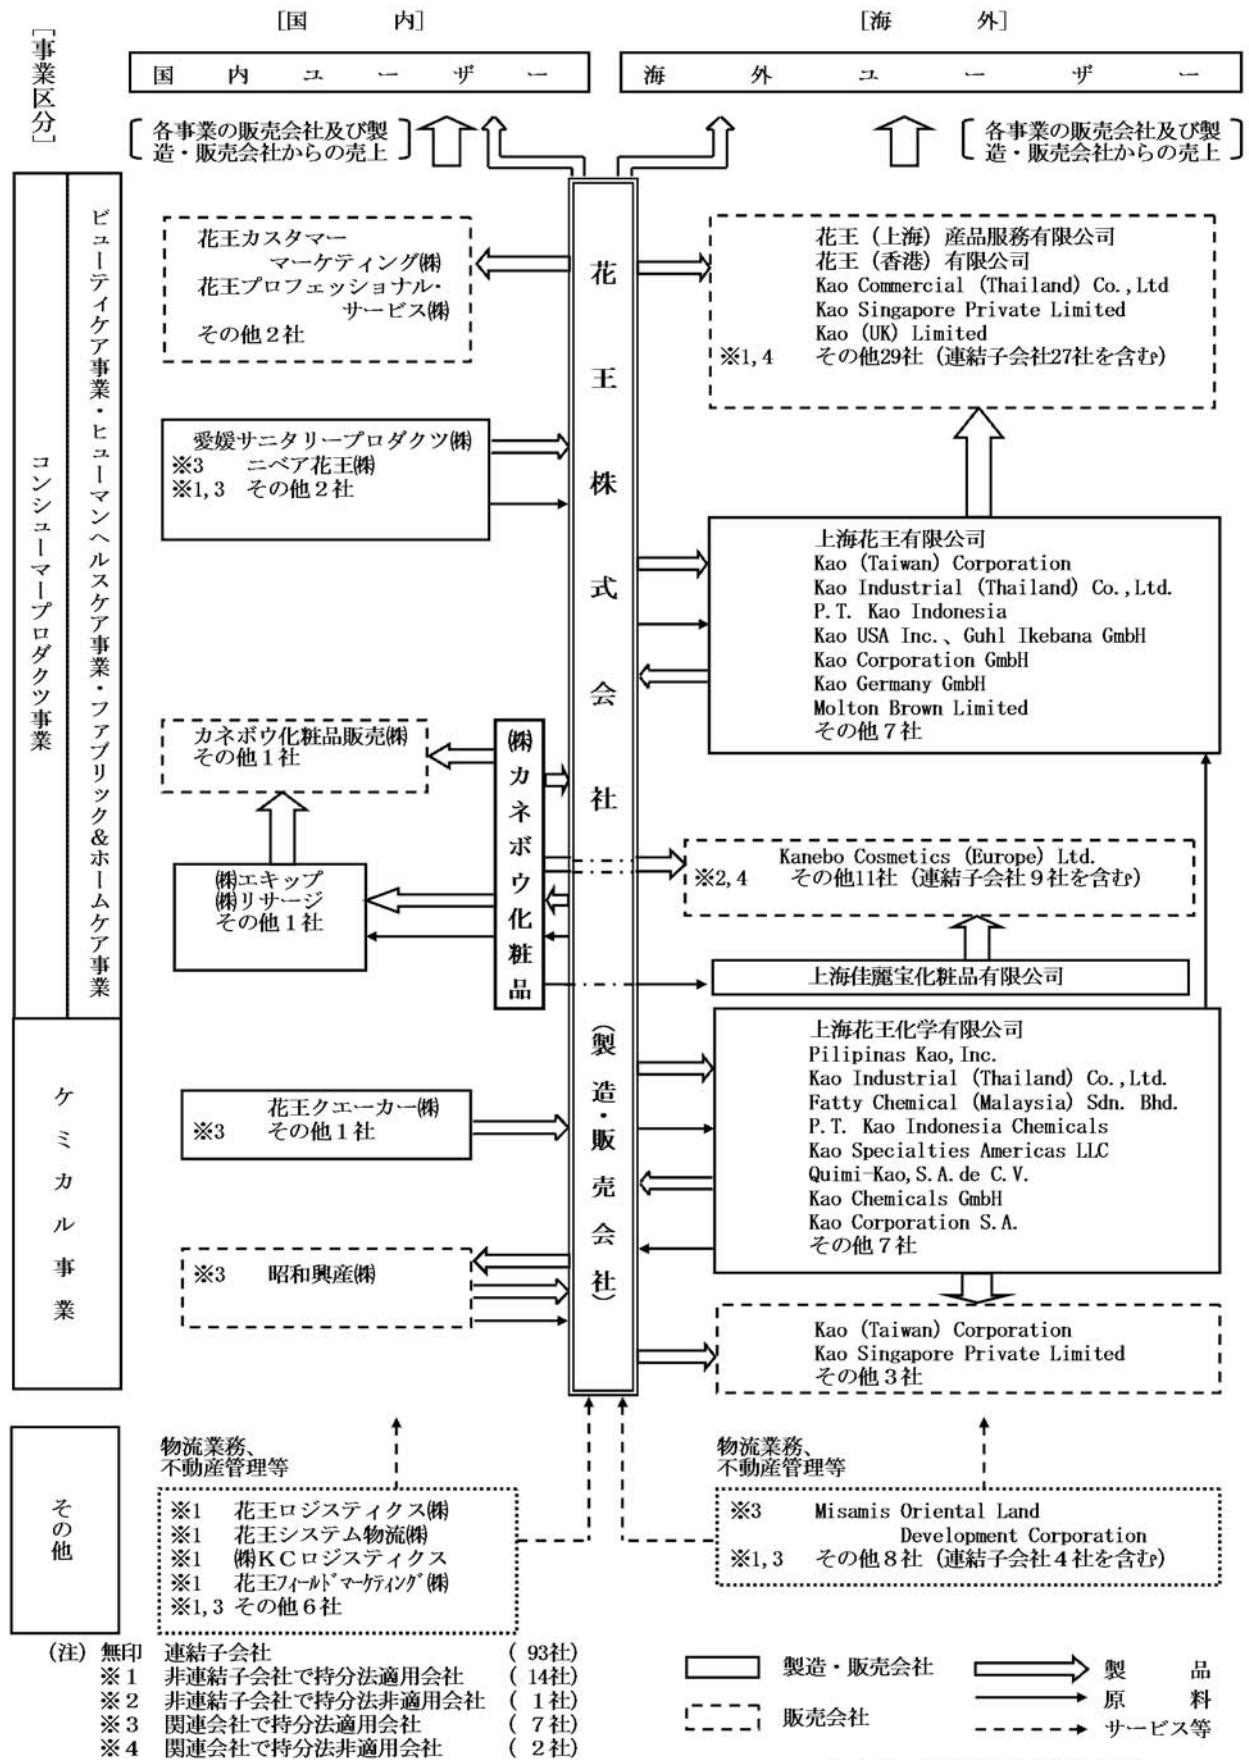 [国　　内]
[海　　外]
[事業区分]
国内ユーザー
海外ユーザー
各事業の販売会社及び製
造・販売会社からの売上
各事業の販売会社及び製
造・販売会社からの売上
コンシューマープロダクツ事業
ビューティケア事業・ヒューマンヘルスケア事業・ファブリック&ホームケア事業
花王カスタマー
マーケティング㈱
花王プロフェッショナル・
サービス㈱
その他２社
愛媛サニタリープロダクツ㈱
※3　ニベア花王㈱
※1,3　その他２社
カネボウ化粧品販売㈱
その他１社
㈱エキップ
㈱リサージ
その他１社
㈱カネボウ化粧品
花王株式会社（製造・販売会社）
花王（上海）産品服務有限公司
花王（香港）有限公司
Kao Commercial (Thailand) Co.,Ltd
Kao Singapore Private Limited
Kao (UK) Limited
※1,4　その他29社（連結子会社27社を含む）
上海花王有限公司
Kao (Taiwan) Corporation
Kao Industrial (Thailand) Co.,Ltd.
P.T. Kao Indonesia
Kao USA Inc.、Guhl Ikebana GmbH
Kao Corporation GmbH
Kao Germany GmbH
Molton Brown Limited
その他７社
Kanebo Cosmetics (Europe) Ltd.
※2,4　その他11社（連結子会社９社を含む）
上海佳麗宝化粧品有限公司
ケミカル事業
花王クエーカー㈱
※3　その他１社
※3　昭和興産㈱
上海花王化学有限公司
Pilipinas Kao,Inc.
Kao Industrial (Thailand) Co.,Ltd.
Fatty Chemical (Malaysia) Sdn. Bhd.
P.T. Kao Indonesia Chemicals
Kao Specialties Americas LLC
Quimi-Kao,S.A.de C.V.
Kao Chemicals GmbH
Kao Corporation S.A.
その他７社
Kao (Taiwan) Corporation
Kao Singapore Private Limited
その他３社
その他
物流業務、
不動産管理等
※1　花王ロジスティクス㈱
※1　花王システム物流㈱
※1　㈱ＫＣロジスティクス
※1　花王ﾌｨｰﾙﾄﾞﾏｰｹﾃｨﾝｸﾞ㈱
※1,3 その他６社
物流業務、
不動産管理等
※3　Misamis Oriental Land
Development Corporation
※1,3　その他８社（連結子会社４社を含む）
(注) 無印　連結子会社　( 93社)
※１　非連結子会社で持分法適用会社　( 14社)
※２　非連結子会社で持分法非適用会社　( 1社)
※３　関連会社で持分法適用会社　( 7社)
※４　関連会社で持分法非適用会社　( 2社)
製造・販売会社
販売会社
製　　品
原　　料
サービス等